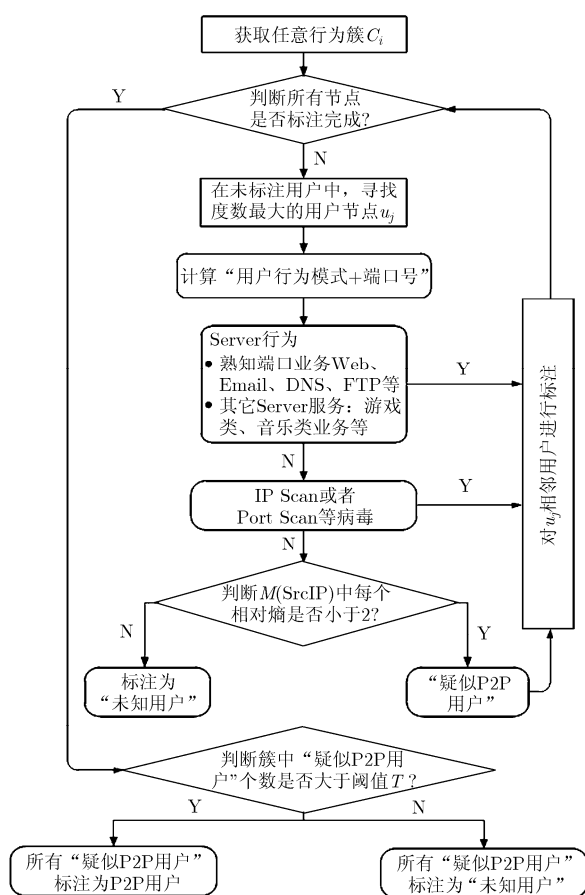 获取任意行为簇Ci
Y
判断所有节点
是否标注完成?
N
在未标注用户中，寻找
度数最大的用户节点uj
计算“用户行为模式+端口号”
Server行为
• 熟知端口业务Web、
Email、DNS、FTP等
• 其它Server服务：游戏
类、音乐类业务等
Y
N
IP Scan或者
Port Scan等病毒
Y
N
对uj相邻用户进行标注
判断M(SrcIP)中每个
相对熵是否小于2?
N
Y
标注为
“未知用户”
“疑似P2P
用户”
判断簇中“疑似P2P用
户”个数是否大于阈值T?
Y
N
所有“疑似P2P用户”
标注为P2P用户
所有“疑似P2P用户”
标注为“未知用户”